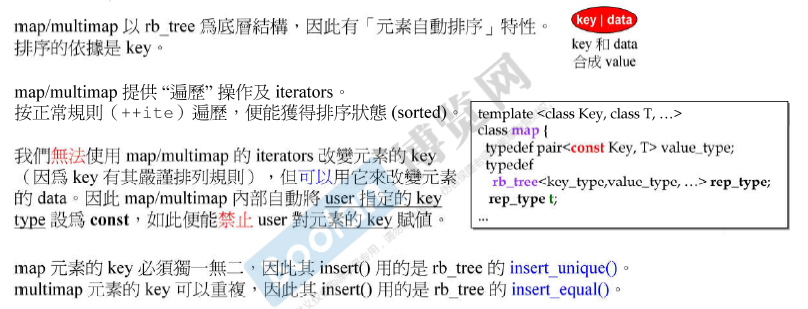 map/multimap 以 rb_tree 爲底層結構，因此有「元素自動排序」特性。
排序的依據是 key。
key | data
key 和 data
合成 value
map/multimap 提供 “遍歷” 操作及 iterators。
按正常規則（++ite）遍歷，便能獲得排序狀態 (sorted)。
我們無法使用 map/multimap 的 iterators 改變元素的 key
（因爲 key 有其嚴謹排列規則），但可以用它來改變元素
的 data。因此 map/multimap 內部自動將 user 指定的 key
type 設爲 const，如此便能禁止 user 對元素的 key 賦值。
template <class Key, class T, …>
class map {
typedef pair<const Key, T> value_type;
typedef
rb_tree<key_type,value_type, …> rep_type;
rep_type t;
...
map 元素的 key 必須獨一無二，因此其 insert() 用的是 rb_tree 的 insert_unique()。
multimap 元素的 key 可以重複，因此其 insert() 用的是 rb_tree 的 insert_equal()。
博览网